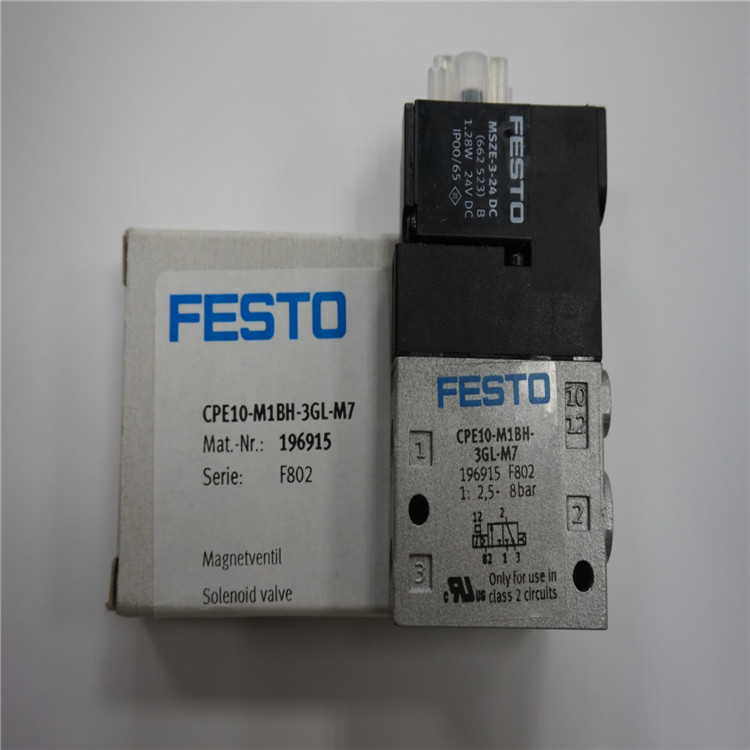 FESTO
CPE10-M1BH-3GL-M7
Mat.-Nr.: 196915
Serie: F802
Magnetventil
Solenoid valve
FESTO
MSZE-3-24 DC
(662 523) B
1.28W 24V DC
IP00/65
FESTO
10
12
CPE10-M1BH-
3GL-M7
1
196915 F802
1: 2,5- 8bar
12 2
2
82 1 3
3
Only for use in
class 2 circuits
c RU US